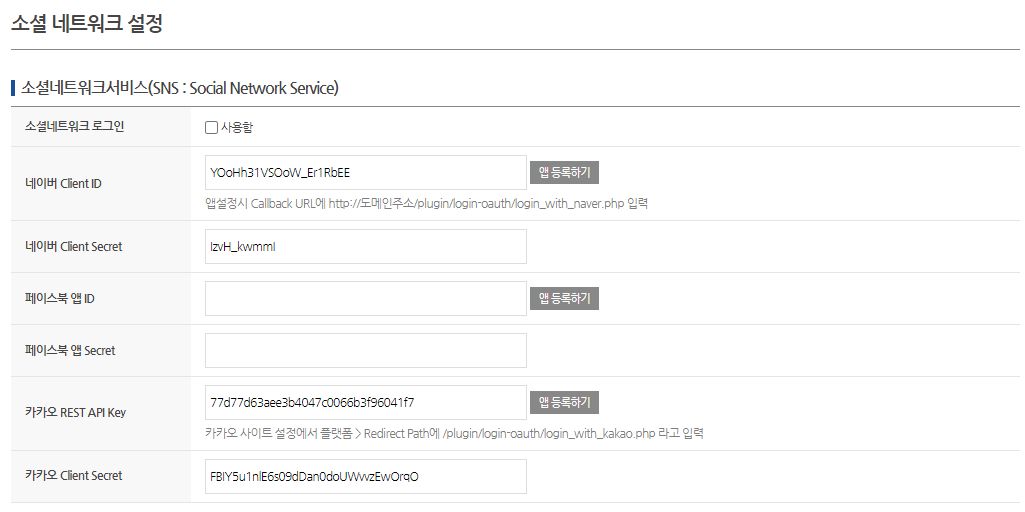 소셜 네트워크 설정
소셜네트워크서비스(SNS : Social Network Service)
소셜네트워크 로그인
사용함
네이버 Client ID
YOoHh31VSOoW_Er1RbEE
앱 등록하기
앱설정시 Callback URL에 http://도메인주소/plugin/login-oauth/login_with_naver.php 입력
네이버 Client Secret
IzvH_kwmmI
페이스북 앱 ID
앱 등록하기
페이스북 앱 Secret
카카오 REST API Key
77d77d63aee3b4047c0066b3f96041f7
앱 등록하기
카카오 사이트 설정에서 플랫폼 > Redirect Path에 /plugin/login-oauth/login_with_kakao.php 라고 입력
카카오 Client Secret
FBIY5u1nlE6s09dDan0doUWwzEwOrqO